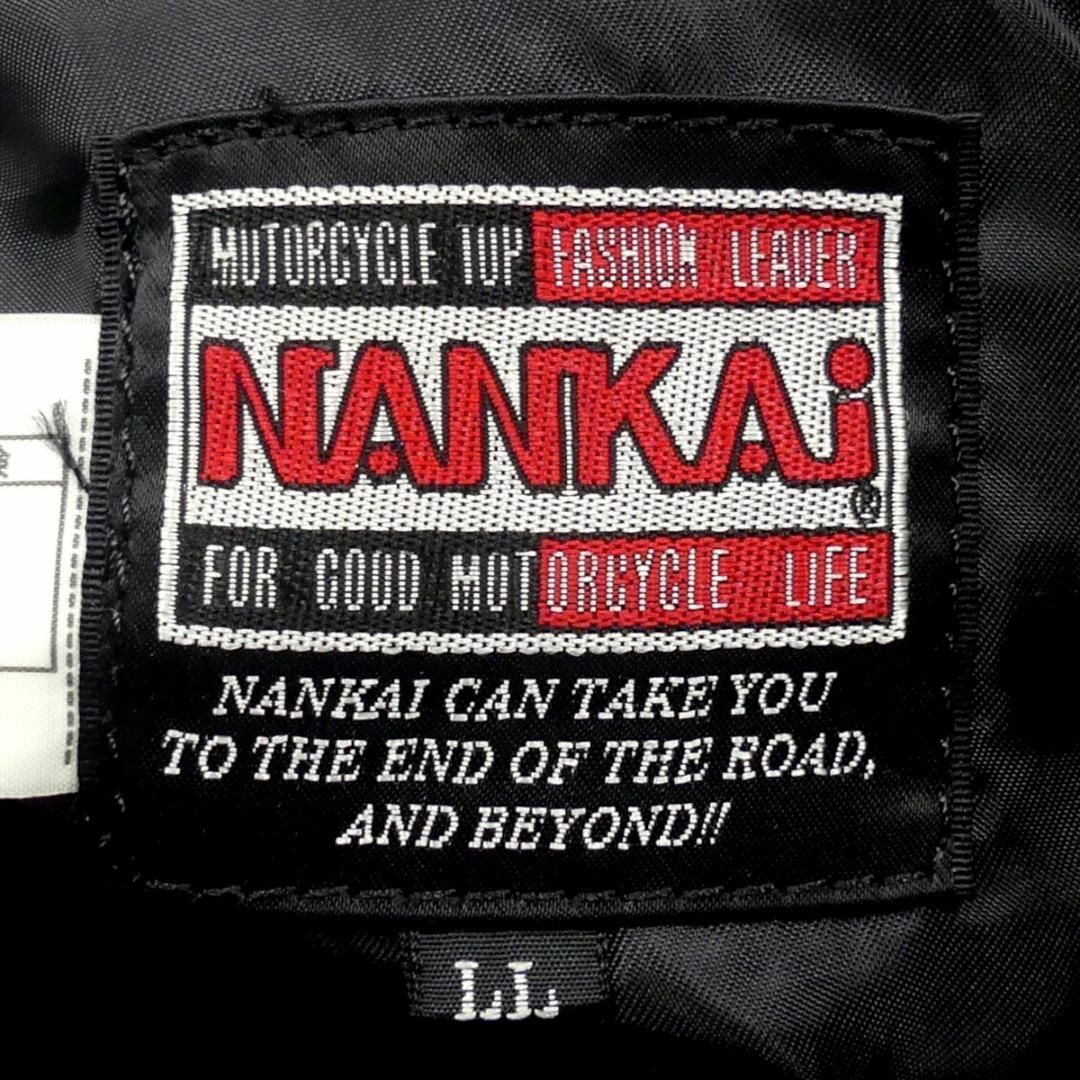 MOTORCYCLE TOP FASHION LEADER
NANKAi
®
FOR GOOD MOTORCYCLE LIFE
NANKAI CAN TAKE YOU
TO THE END OF THE ROAD,
AND BEYOND!!
LL